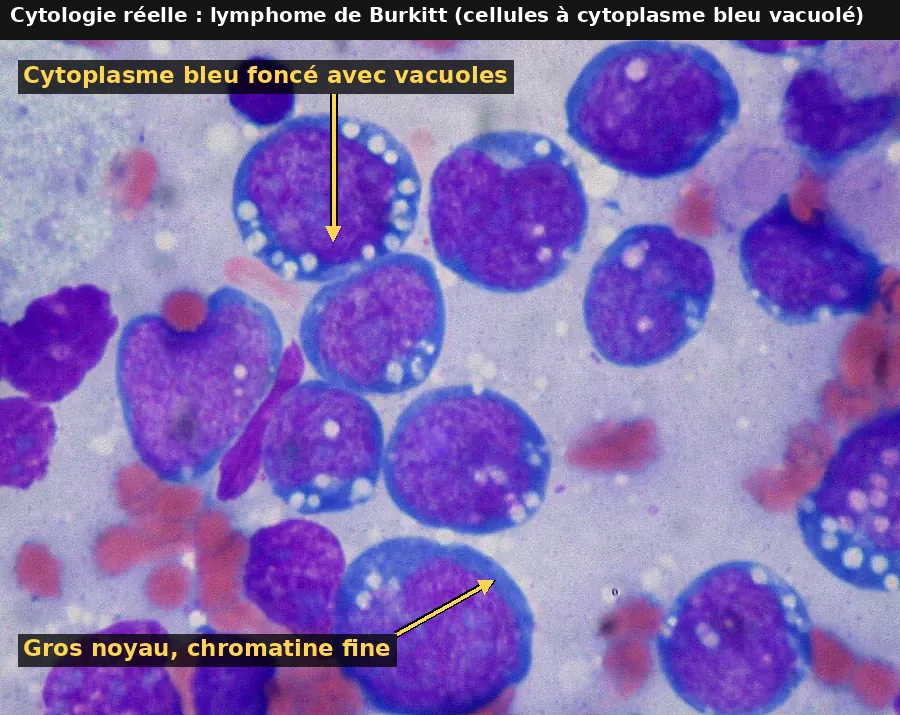 Cytologie réelle : lymphome de Burkitt (cellules à cytoplasme bleu vacuolé)
Cytoplasme bleu foncé avec vacuoles
Gros noyau, chromatine fine